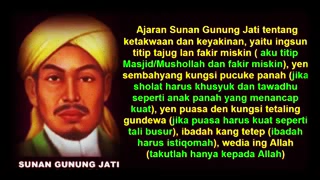 Ajaran Sunan Gunung Jati tentang
ketakwaan dan keyakinan, yaitu ingsun
titip tajug lan fakir miskin ( aku titip
Masjid/Mushollah dan fakir miskin), yen
sembahyang kungsi pucuke panah (jika
sholat harus khusyuk dan tawadhu
seperti anak panah yang menancap
kuat), yen puasa den kungsi tetaling
gundewa (jika puasa harus kuat seperti
tali busur), ibadah kang tetep (ibadah
harus istiqomah), wedia ing Allah
(takutlah hanya kepada Allah)
SUNAN GUNUNG JATI